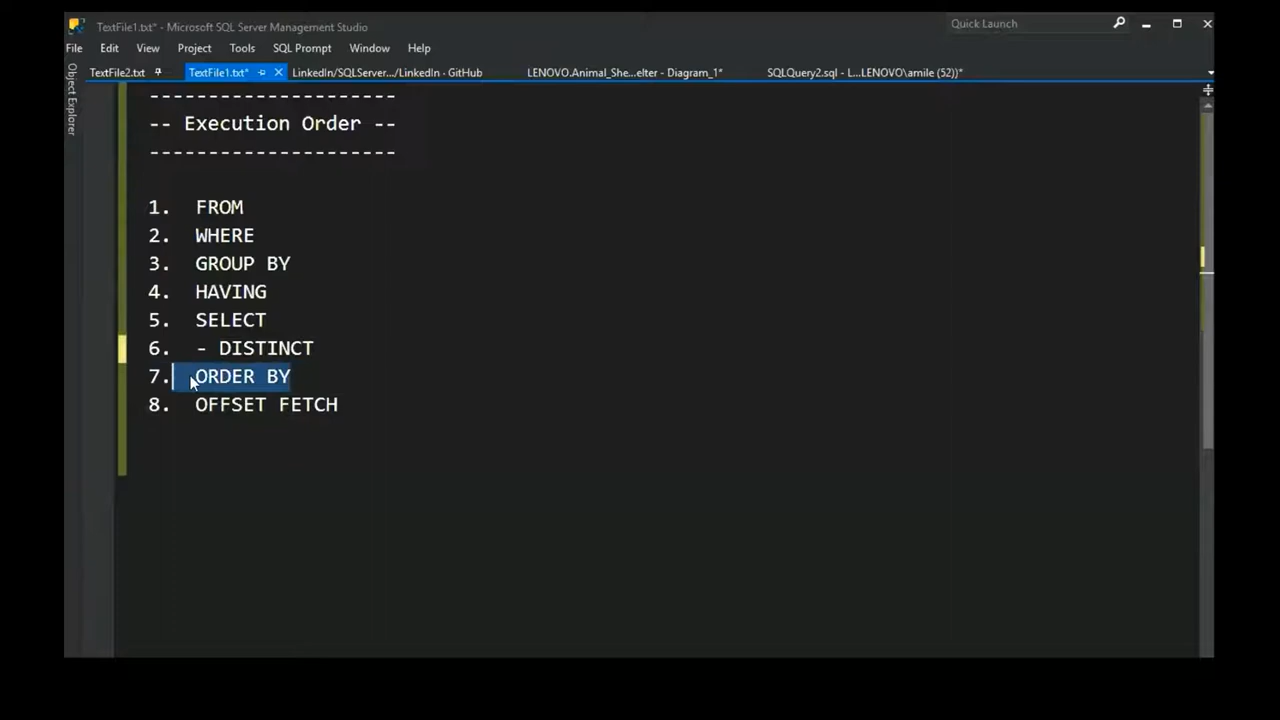 TextFile1.txt* - Microsoft SQL Server Management Studio
Quick Launch
File Edit View Project Tools SQL Prompt Window Help
TextFile2.txt TextFile1.txt* LinkedIn/SQLServer.../LinkedIn - GitHub LENOVO.Animal_She...elter - Diagram_1* SQLQuery2.sql - L...LENOVO\amile (52))*
Object Explorer
---------------------
-- Execution Order --
---------------------
1. FROM
2. WHERE
3. GROUP BY
4. HAVING
5. SELECT
6. - DISTINCT
7. ORDER BY
8. OFFSET FETCH